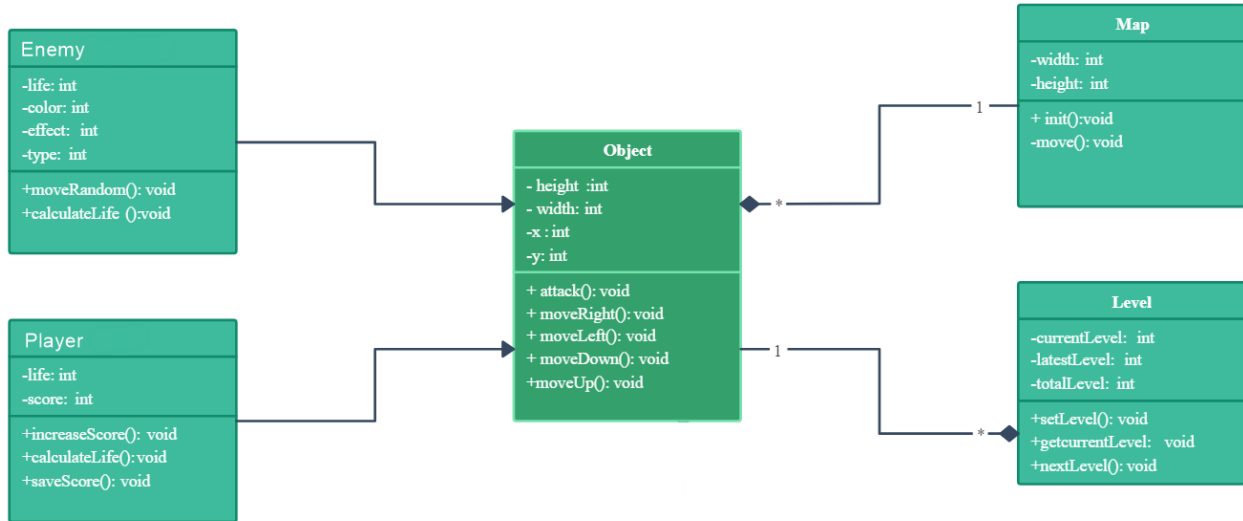 Enemy
-life: int
-color: int
-effect:  int
-type:  int
+moveRandom(): void
+calculateLife ():void
Player
-life: int
-score:  int
+increaseScore(): void
+calculateLife():void
+saveScore(): void
Object
- height :int
- width: int
-x : int
-y: int
+ attack(): void
+ moveRight(): void
+ moveLeft(): void
+ moveDown(): void
+moveUp(): void
*
1
1
*
Map
-width: int
-height:  int
+ init():void
-move(): void
Level
-currentLevel:  int
-latestLevel:  int
-totalLevel:  int
+setLevel(): void
+getcurrentLevel:   void
+nextLevel(): void